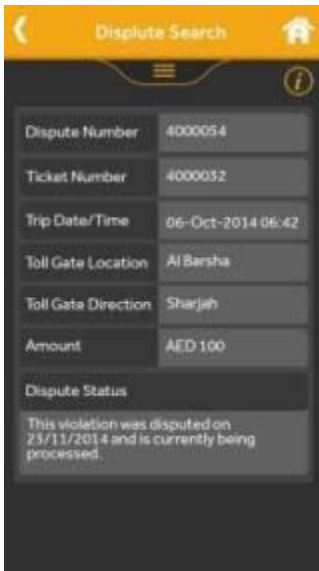 Displute Search
i
Dispute Number 4000054
Ticket Number 4000032
Trip Date/Time 06-Oct-2014 06:42
Toll Gate Location Al Barsha
Toll Gate Direction Sharjah
Amount AED 100
Dispute Status
This violation was disputed on
23/11/2014 and is currently being
processed.